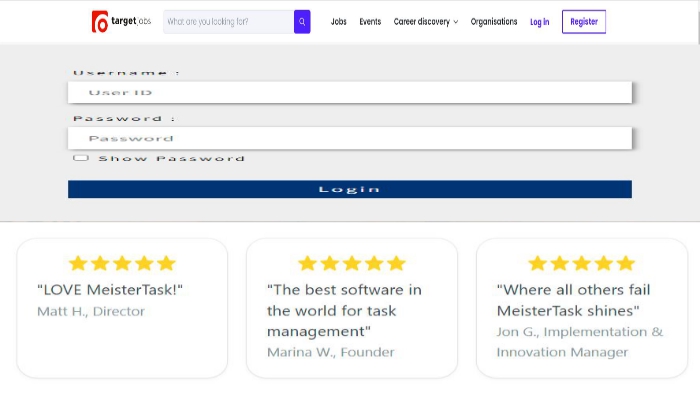 targetjobs What are you looking for? Jobs Events Career discovery Organisations Log in Register
Username :
User ID
Password :
Password
Show Password
Login
"LOVE MeisterTask!"
Matt H., Director
"The best software in
the world for task
management"
Marina W., Founder
"Where all others fail
MeisterTask shines"
Jon G., Implementation &
Innovation Manager